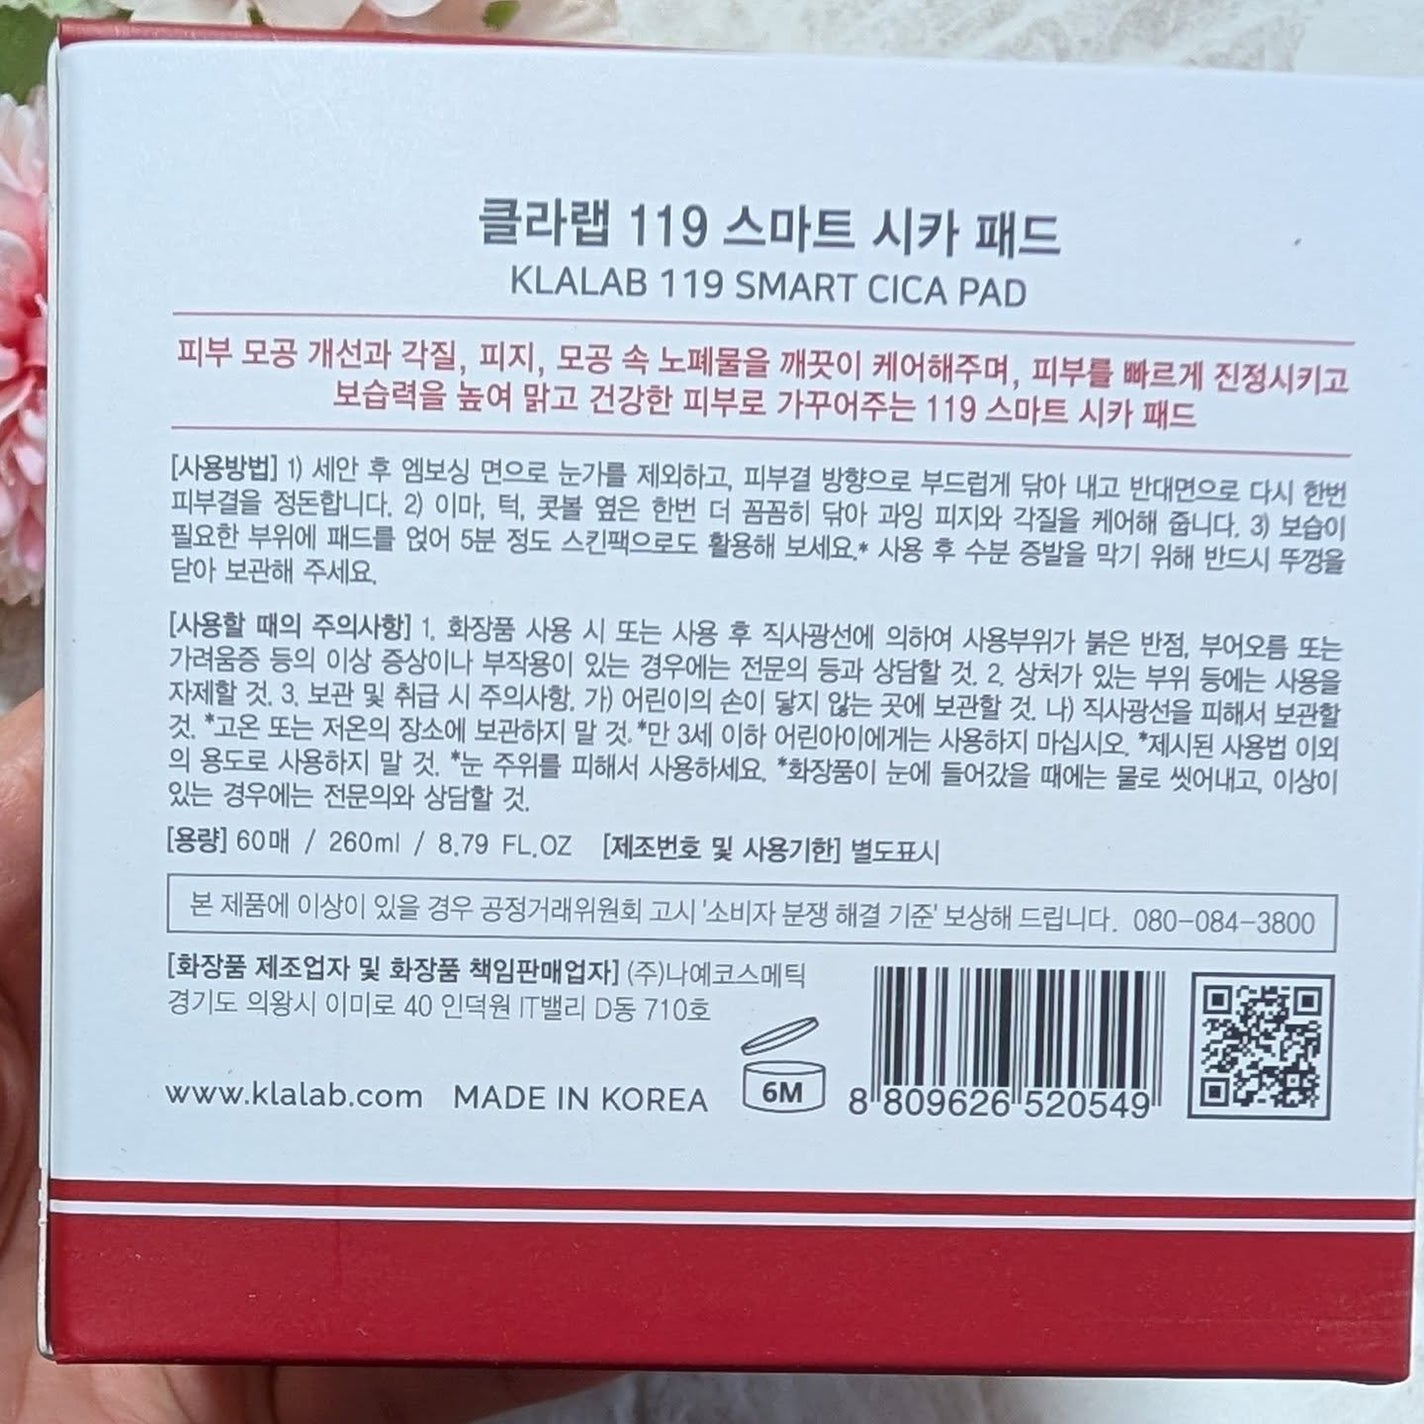 클라랩 119 스마트 시카 패드
KLALAB 119 SMART CICA PAD
피부 모공 개선과 각질, 피지, 모공 속 노폐물을 깨끗이 케어해주며, 피부를 빠르게 진정시키고
보습력을 높여 맑고 건강한 피부로 가꾸어주는 119 스마트 시카 패드
[사용방법] 1) 세안 후 엠보싱 면으로 눈가를 제외하고, 피부결 방향으로 부드럽게 닦아 내고 반대면으로 다시 한번
피부결을 정돈합니다. 2) 이마, 턱, 콧볼 옆은 한번 더 꼼꼼히 닦아 과잉 피지와 각질을 케어해 줍니다. 3) 보습이
필요한 부위에 패드를 얹어 5분 정도 스킨팩으로도 활용해 보세요.* 사용 후 수분 증발을 막기 위해 반드시 뚜껑을
닫아 보관해 주세요.
[사용할 때의 주의사항] 1. 화장품 사용 시 또는 사용 후 직사광선에 의하여 사용부위가 붉은 반점, 부어오름 또는
가려움증 등의 이상 증상이나 부작용이 있는 경우에는 전문의 등과 상담할 것. 2. 상처가 있는 부위 등에는 사용을
자제할 것. 3. 보관 및 취급 시 주의사항. 가) 어린이의 손이 닿지 않는 곳에 보관할 것. 나) 직사광선을 피해서 보관할
것. *고온 또는 저온의 장소에 보관하지 말 것. *만 3세 이하 어린아이에게는 사용하지 마십시오. *제시된 사용법 이외
의 용도로 사용하지 말 것. *눈 주위를 피해서 사용하세요. *화장품이 눈에 들어갔을 때에는 물로 씻어내고, 이상이
있는 경우에는 전문의와 상담할 것.
[용량] 60매 / 260ml / 8.79 FL.OZ [제조번호 및 사용기한] 별도표시
본 제품에 이상이 있을 경우 공정거래위원회 고시 '소비자 분쟁 해결 기준' 보상해 드립니다. 080-084-3800
[화장품 제조업자 및 화장품 책임판매업자] (주)나예코스메틱
경기도 의왕시 이미로 40 인덕원 IT밸리 D동 710호
www.klalab.com MADE IN KOREA
6M
8 809626 520549